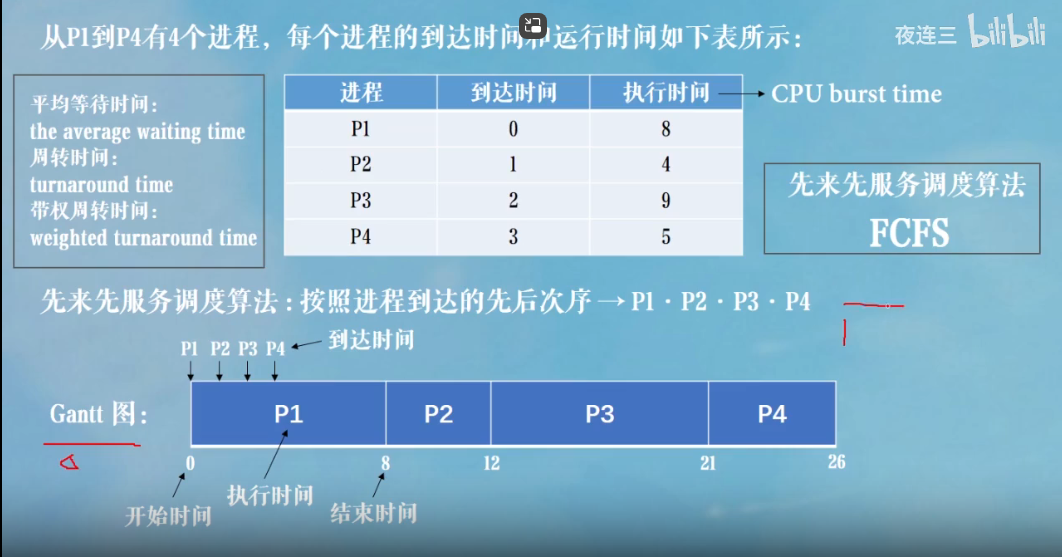 从P1到P4有4个进程，每个进程的到达时间和运行时间如下表所示：
夜连三 bilibili
平均等待时间：
the average waiting time
周转时间：
turnaround time
带权周转时间：
weighted turnaround time
进程 到达时间 执行时间
P1 0 8
P2 1 4
P3 2 9
P4 3 5
CPU burst time
先来先服务调度算法
FCFS
先来先服务调度算法：按照进程到达的先后次序→P1·P2·P3·P4
P1 P2 P3 P4 到达时间
Gantt 图：
P1 P2 P3 P4
0 8 12 21 26
开始时间 执行时间 结束时间